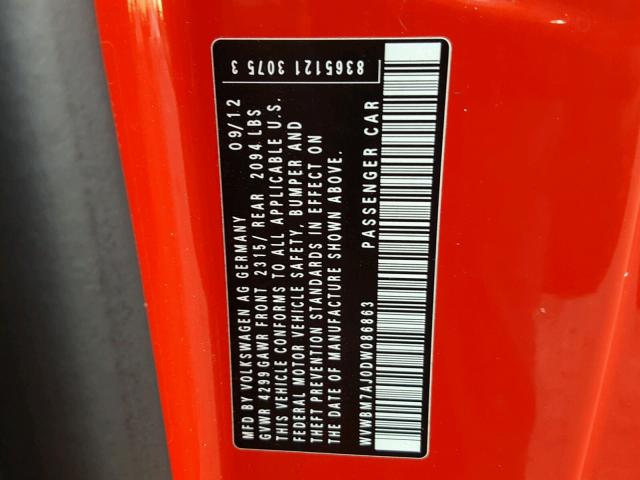 8365121 3075 3
MFD BY VOLKSWAGEN AG GERMANY 09/12
GVWR 4299 GAWR FRONT 2315/ REAR 2094 LBS
THIS VEHICLE CONFORMS TO ALL APPLICABLE U.S.
FEDERAL MOTOR VEHICLE SAFETY, BUMPER AND
THEFT PREVENTION STANDARDS IN EFFECT ON
THE DATE OF MANUFACTURE SHOWN ABOVE.
WVWBM7AJ0DW086863 PASSENGER CAR